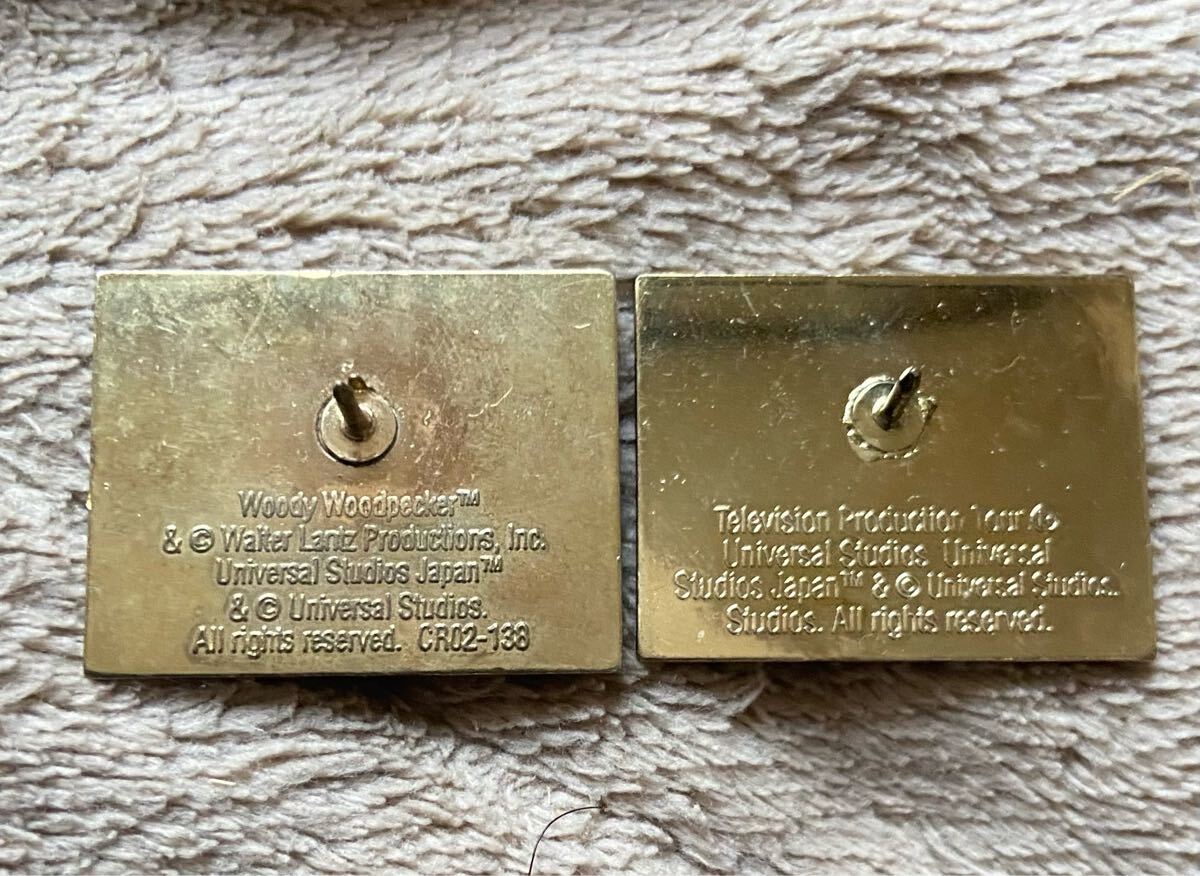 Woody Woodpecker™
& © Walter Lantz Productions, Inc.
Universal Studios Japan™
& © Universal Studios.
All rights reserved. CR02-138
Television Production Tour &
Universal Studios Universal
Studios Japan™ & © Universal Studios.
Studios. All rights reserved.